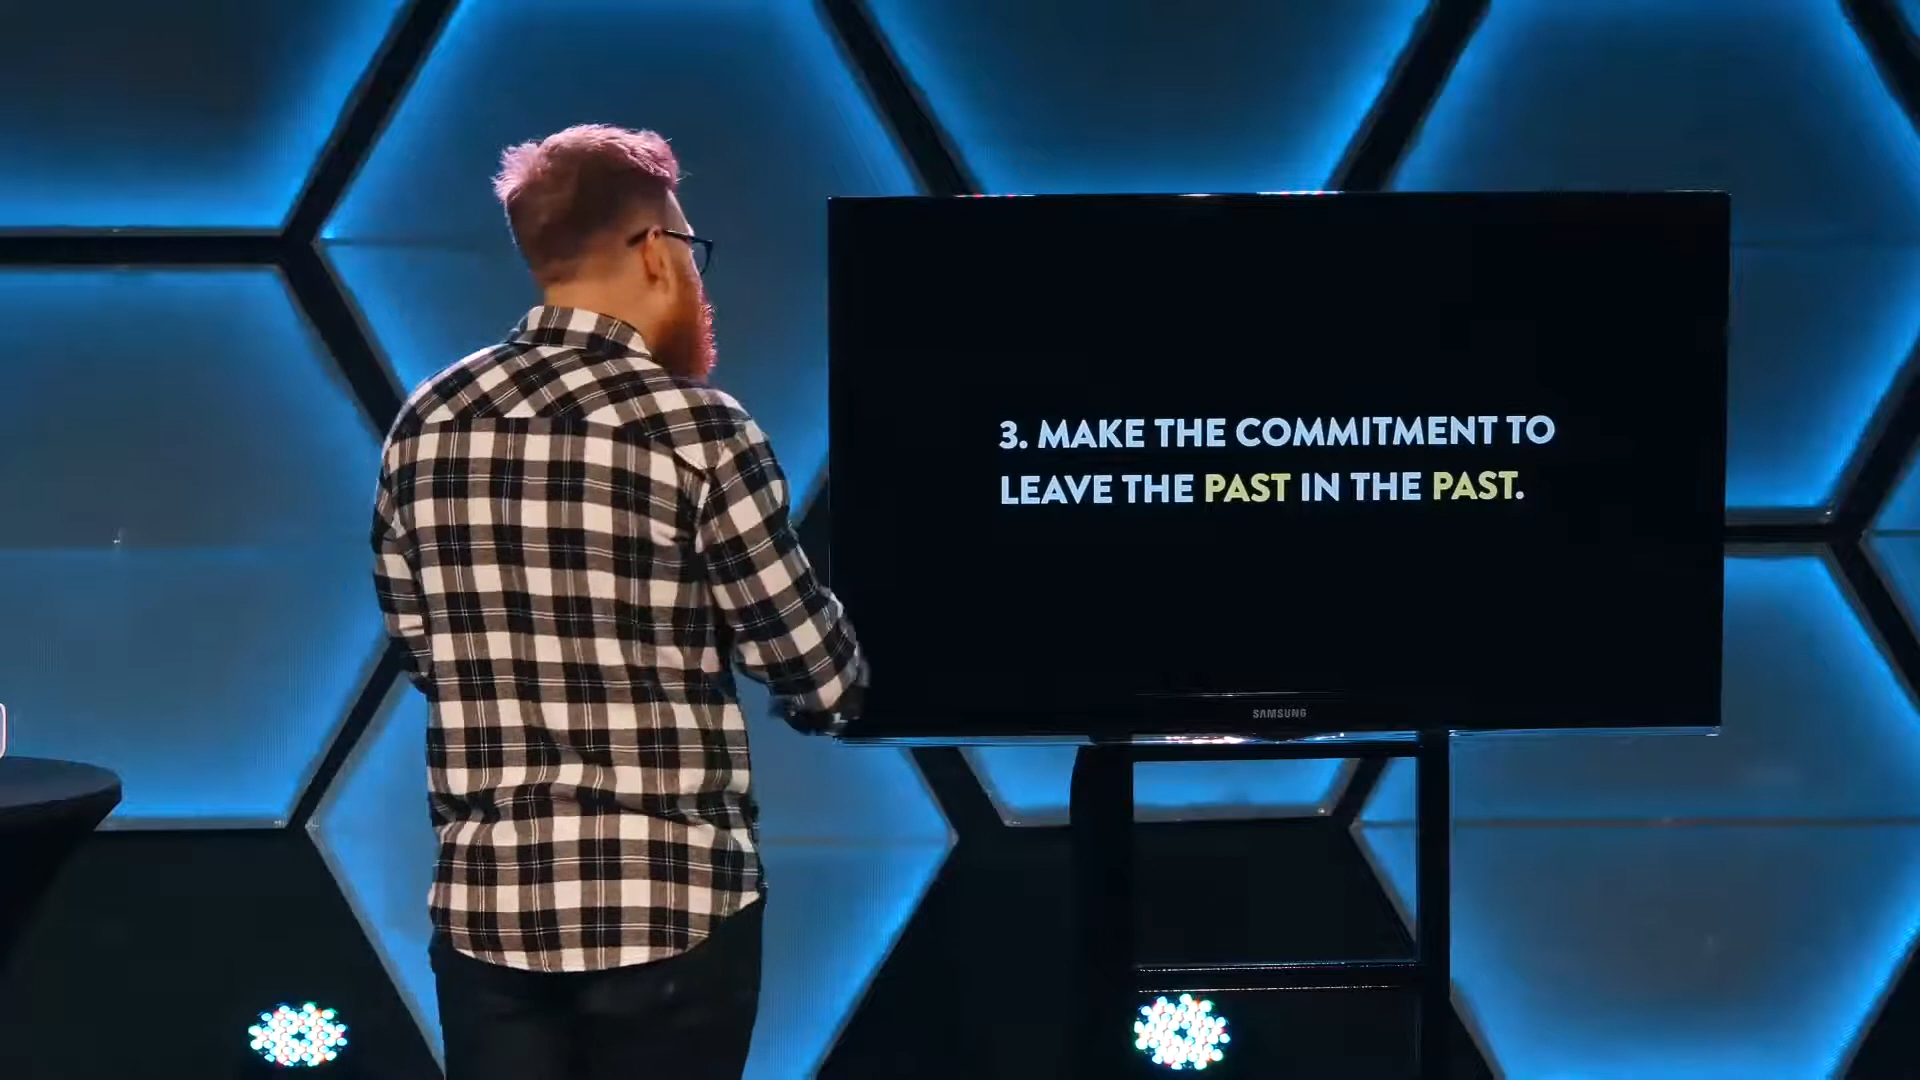 3. MAKE THE COMMITMENT TO
LEAVE THE PAST IN THE PAST.
SAMSUNG